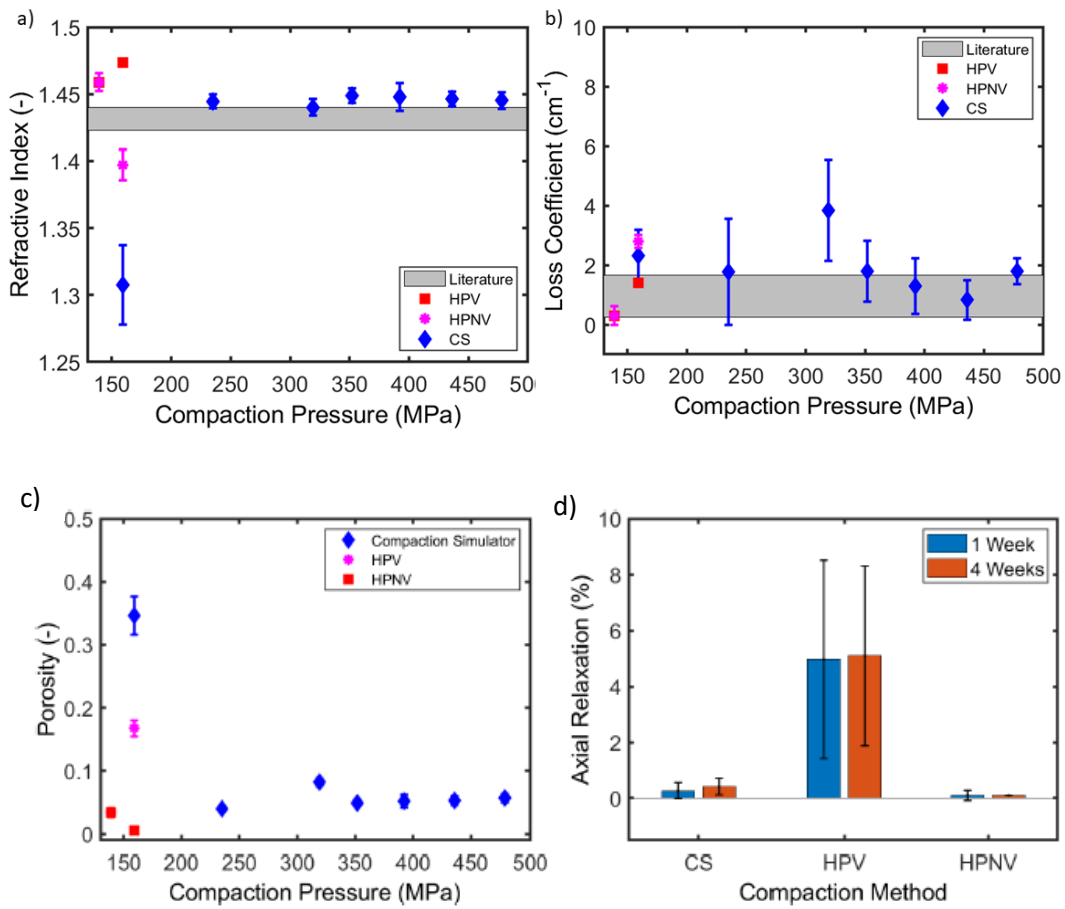 a)
1.5
1.45
1.4
1.35
1.3
1.25
Refractive Index (-)
Literature
HPV
HPNV
CS
150 200 250 300 350 400 450 500
Compaction Pressure (MPa)
b)
10
8
6
4
2
0
Loss Coefficient (cm⁻¹)
Literature
HPV
HPNV
CS
150 200 250 300 350 400 450 500
Compaction Pressure (MPa)
c)
0.5
0.4
0.3
0.2
0.1
0
Porosity (-)
Compaction Simulator
HPV
HPNV
150 200 250 300 350 400 450 500
Compaction Pressure (MPa)
d)
10
8
6
4
2
0
Axial Relaxation (%)
1 Week
4 Weeks
CS HPV HPNV
Compaction Method